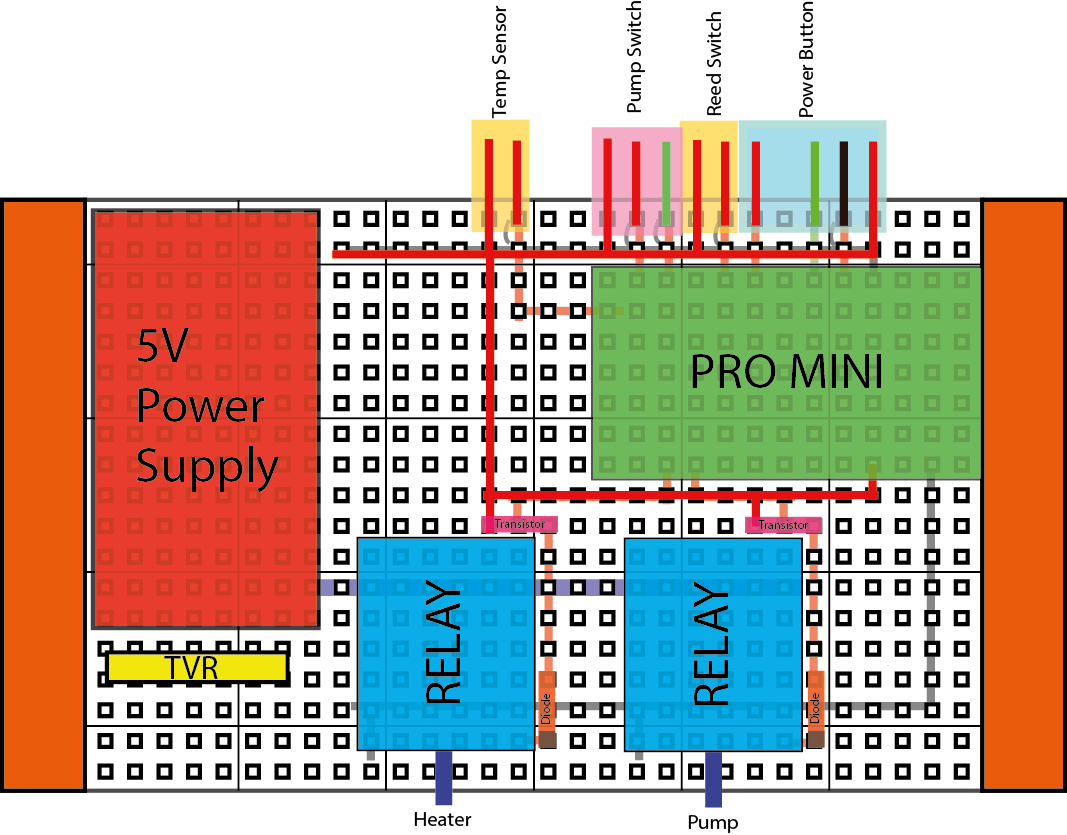 Temp Sensor
Pump Switch
Reed Switch
Power Button
5V
Power
Supply
PRO MINI
Transistor
Transistor
RELAY
RELAY
TVR
Diode
Diode
Heater
Pump